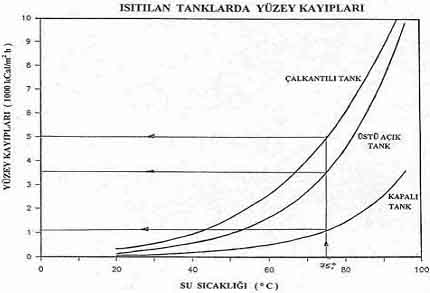 ISITILAN TANKLARDA YÜZEY KAYIPLARI
YÜZEY KAYIPLARI (1000 kCal/m² h)
10
9
8
7
6
5
4
3
2
1
0
ÇALKANTILI TANK
ÜSTÜ AÇIK
TANK
KAPALI
TANK
0
20
40
60
75°
80
100
SU SICAKLIĞI (°C)